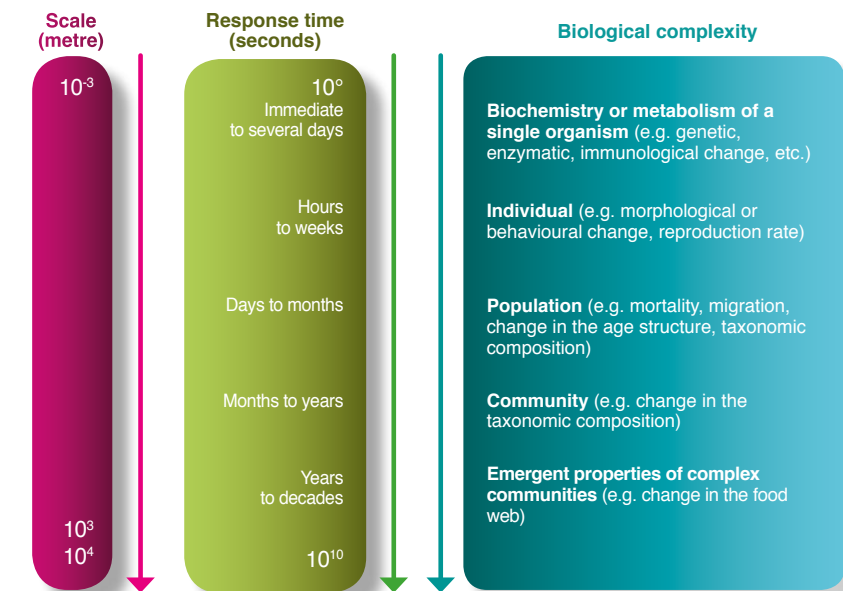 Scale
(metre)
Response time
(seconds)
Biological complexity
10⁻³
10°
Immediate
to several days
Biochemistry or metabolism of a
single organism (e.g. genetic,
enzymatic, immunological change, etc.)
Hours
to weeks
Individual (e.g. morphological or
behavioural change, reproduction rate)
Days to months
Population (e.g. mortality, migration,
change in the age structure, taxonomic
composition)
Months to years
Community (e.g. change in the
taxonomic composition)
Years
to decades
Emergent properties of complex
communities (e.g. change in the food
web)
10³
10⁴
10¹⁰